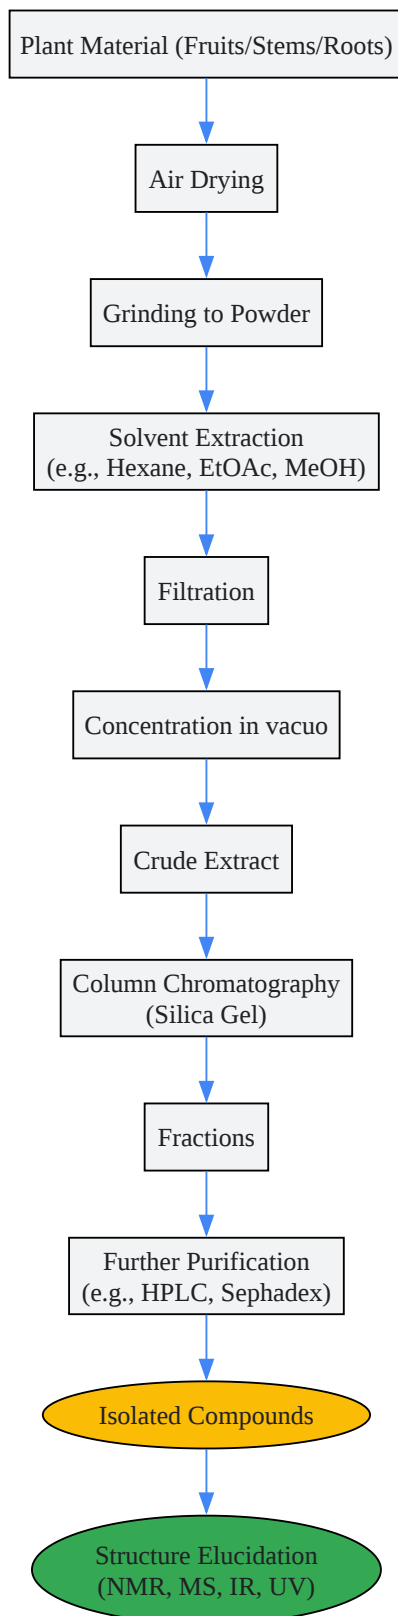 Plant Material (Fruits/Stems/Roots)
Air Drying
Grinding to Powder
Solvent Extraction
(e.g., Hexane, EtOAc, MeOH)
Filtration
Concentration in vacuo
Crude Extract
Column Chromatography
(Silica Gel)
Fractions
Further Purification
(e.g., HPLC, Sephadex)
Isolated Compounds
Structure Elucidation
(NMR, MS, IR, UV)